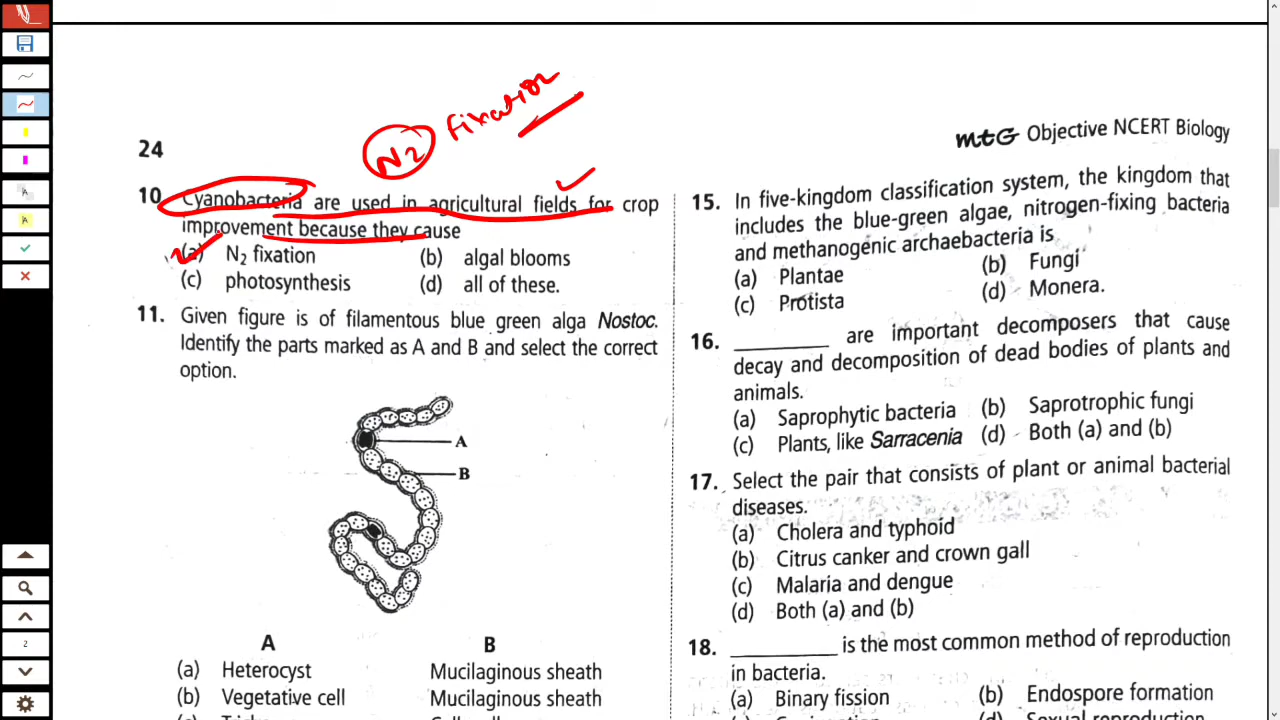 N2 fixation
24
mtG Objective NCERT Biology
10. Cyanobacteria are used in agricultural fields for crop
improvement because they cause
(a) N2 fixation (b) algal blooms
(c) photosynthesis (d) all of these.
11. Given figure is of filamentous blue green alga Nostoc.
Identify the parts marked as A and B and select the correct
option.
A
B
A B
(a) Heterocyst Mucilaginous sheath
(b) Vegetative cell Mucilaginous sheath
15. In five-kingdom classification system, the kingdom that
includes the blue-green algae, nitrogen-fixing bacteria
and methanogenic archaebacteria is
(a) Plantae (b) Fungi
(c) Protista (d) Monera.
16. ________ are important decomposers that cause
decay and decomposition of dead bodies of plants and
animals.
(a) Saprophytic bacteria (b) Saprotrophic fungi
(c) Plants, like Sarracenia (d) Both (a) and (b)
17. Select the pair that consists of plant or animal bacterial
diseases.
(a) Cholera and typhoid
(b) Citrus canker and crown gall
(c) Malaria and dengue
(d) Both (a) and (b)
18. ________ is the most common method of reproduction
in bacteria.
(a) Binary fission (b) Endospore formation
A
A
2